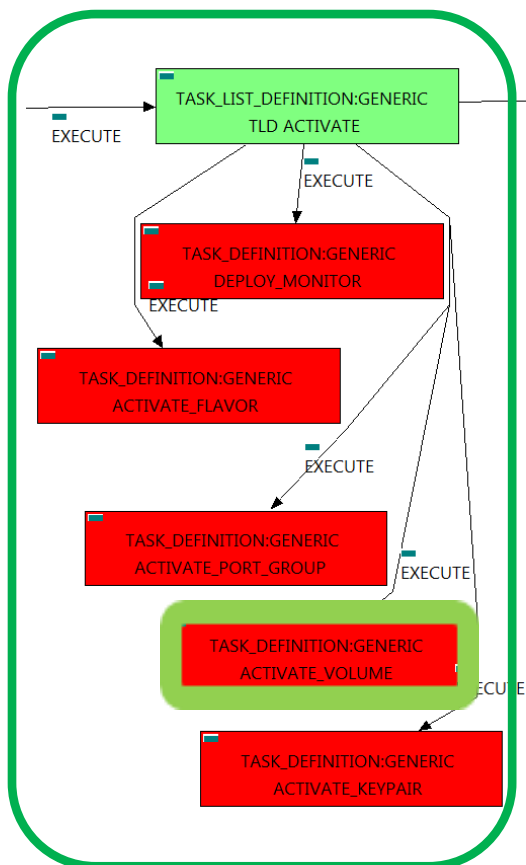 TASK_LIST_DEFINITION:GENERIC
TLD ACTIVATE
EXECUTE
EXECUTE
TASK_DEFINITION:GENERIC
DEPLOY_MONITOR
EXECUTE
TASK_DEFINITION:GENERIC
ACTIVATE_FLAVOR
EXECUTE
TASK_DEFINITION:GENERIC
ACTIVATE_PORT_GROUP
EXECUTE
TASK_DEFINITION:GENERIC
ACTIVATE_VOLUME
ECUTE
TASK_DEFINITION:GENERIC
ACTIVATE_KEYPAIR